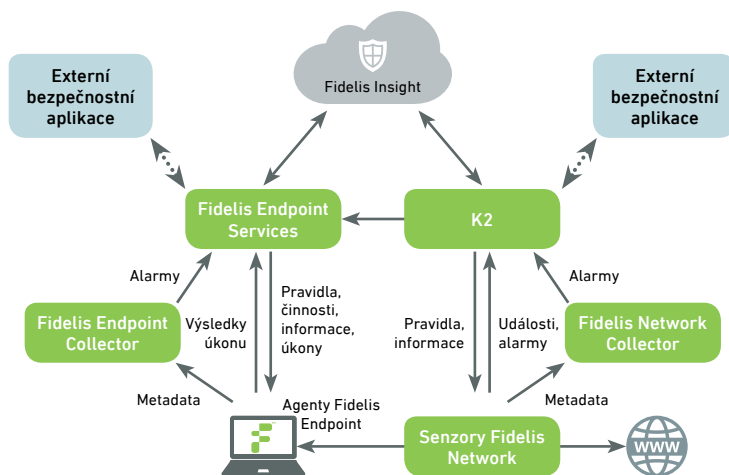 Externí
bezpečnostní
aplikace
Fidelis Insight
Externí
bezpečnostní
aplikace
Fidelis Endpoint
Services
K2
Alarmy
Pravidla,
činnosti,
informace,
úkony
Alarmy
Fidelis Endpoint
Collector
Výsledky
úkonu
Pravidla,
informace
Události,
alarmy
Fidelis Network
Collector
Metadata
Agenty Fidelis
Endpoint
Metadata
Senzory Fidelis
Network
WWW